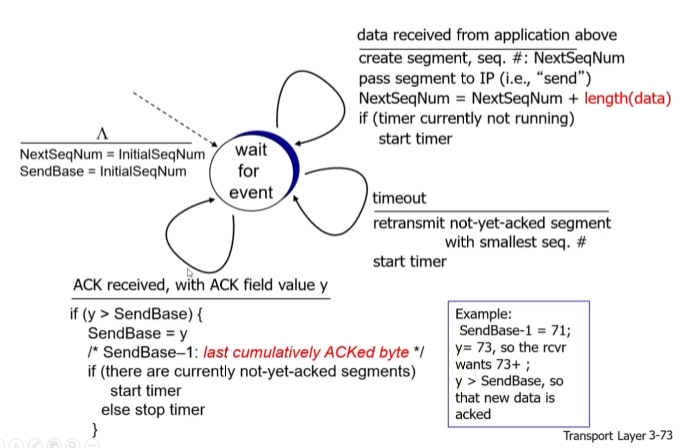 data received from application above
create segment, seq. #: NextSeqNum
pass segment to IP (i.e., “send”)
NextSeqNum = NextSeqNum + length(data)
if (timer currently not running)
start timer
Λ
NextSeqNum = InitialSeqNum
SendBase = InitialSeqNum
wait
for
event
timeout
retransmit not-yet-acked segment
with smallest seq. #
start timer
ACK received, with ACK field value y
if (y > SendBase) {
SendBase = y
/* SendBase–1: last cumulatively ACKed byte */
if (there are currently not-yet-acked segments)
start timer
else stop timer
}
Example:
SendBase-1 = 71;
y= 73, so the rcvr
wants 73+ ;
y > SendBase, so
that new data is
acked
Transport Layer 3-73